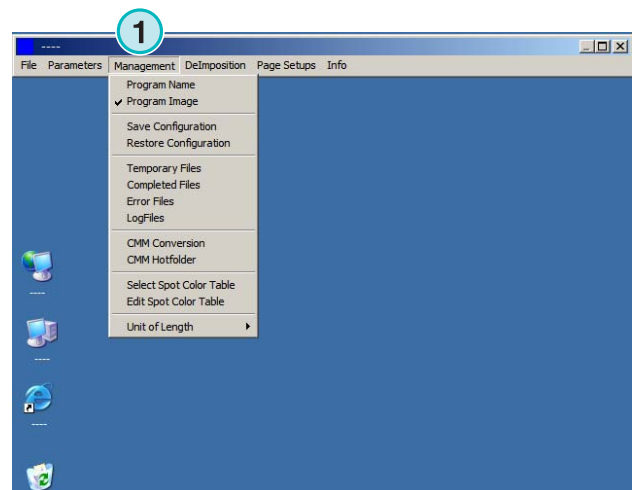 1
----
File Parameters Management DeImposition Page Setups Info
Program Name
Program Image
Save Configuration
Restore Configuration
Temporary Files
Completed Files
Error Files
LogFiles
CMM Conversion
CMM Hotfolder
Select Spot Color Table
Edit Spot Color Table
Unit of Length
----
----
----